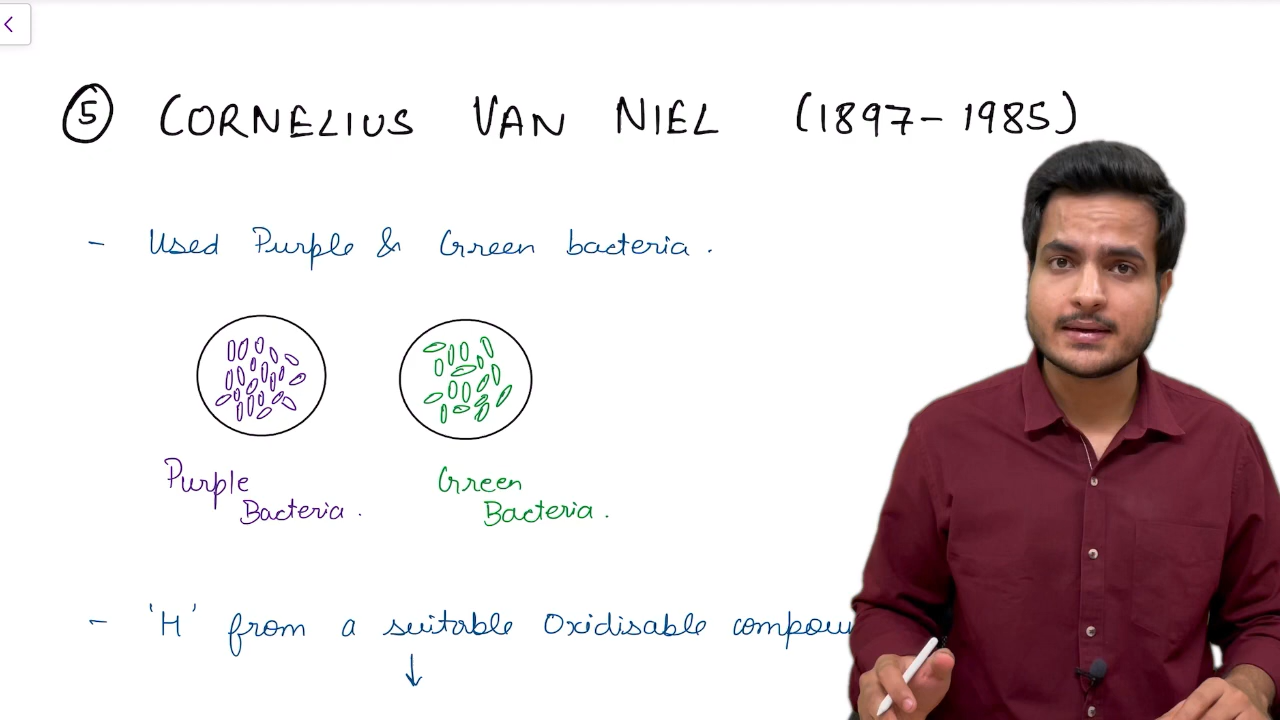 5 CORNELIUS VAN NIEL (1897-1985)
- Used Purple & Green bacteria.
Purple
Bacteria.
Green
Bacteria.
- 'H' from a suitable Oxidisable